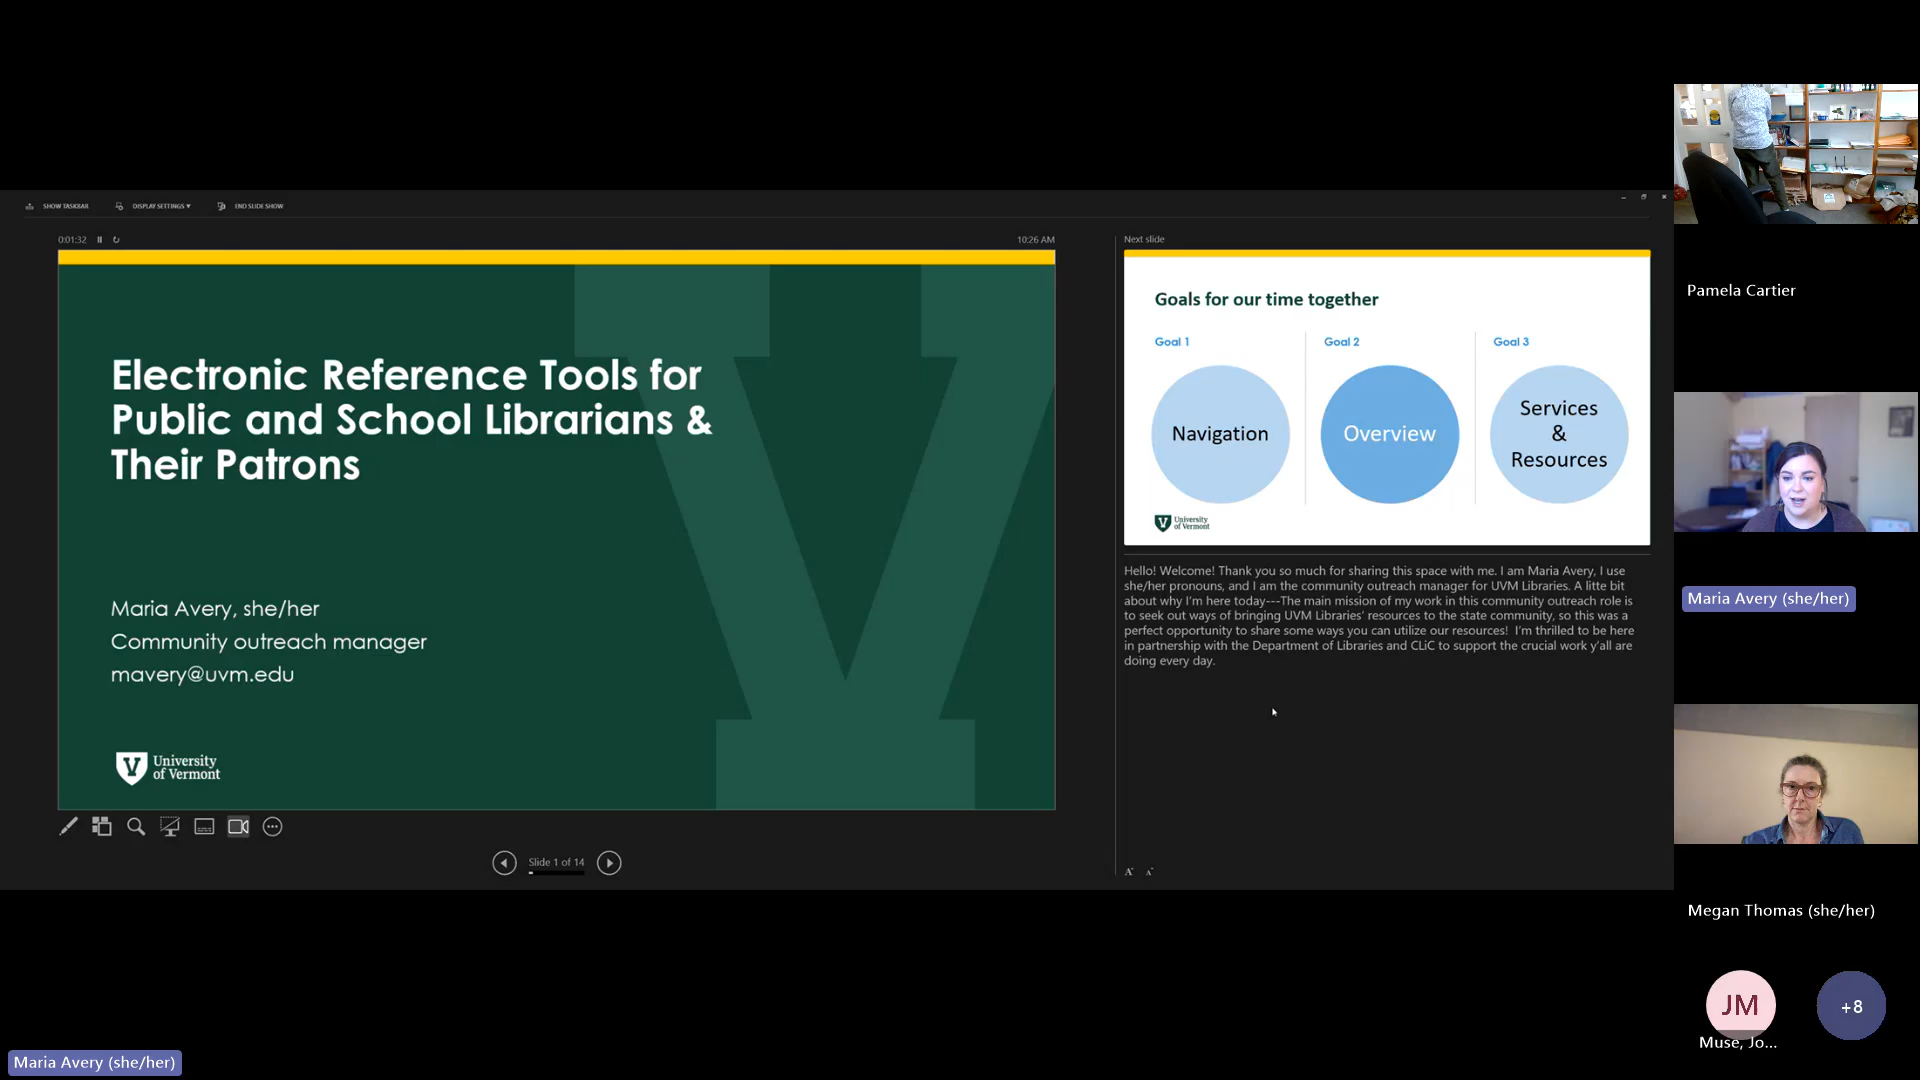 SHOW TASKBAR
DISPLAY SETTINGS ▾
END SLIDE SHOW
0:01:32
10:26 AM
Electronic Reference Tools for
Public and School Librarians &
Their Patrons
Maria Avery, she/her
Community outreach manager
mavery@uvm.edu
V
University
of Vermont
Slide 1 of 14
Next slide
Goals for our time together
Goal 1
Goal 2
Goal 3
Navigation
Overview
Services
&
Resources
V
University
of Vermont
Hello! Welcome! Thank you so much for sharing this space with me. I am Maria Avery, I use
she/her pronouns, and I am the community outreach manager for UVM Libraries. A litte bit
about why I'm here today---The main mission of my work in this community outreach role is
to seek out ways of bringing UVM Libraries' resources to the state community, so this was a
perfect opportunity to share some ways you can utilize our resources!  I'm thrilled to be here
in partnership with the Department of Libraries and CLiC to support the crucial work y'all are
doing every day.
A
A
Pamela Cartier
Maria Avery (she/her)
Megan Thomas (she/her)
JM
+8
Muse, Jo...
Maria Avery (she/her)